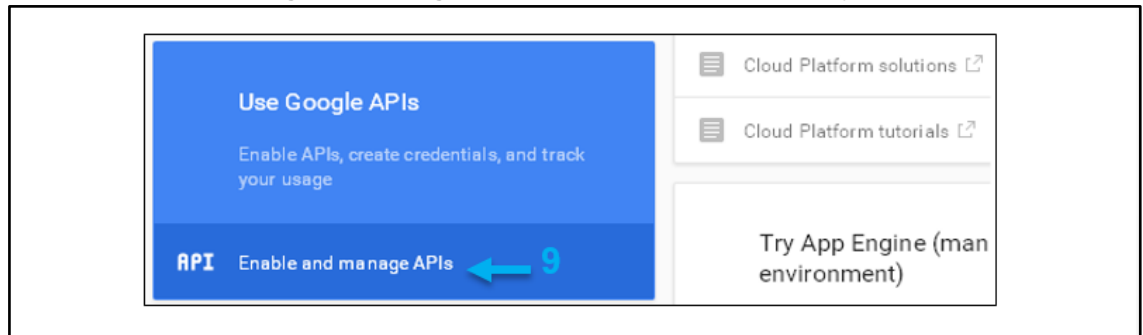 Use Google APIs
Enable APIs, create credentials, and track
your usage
API Enable and manage APIs 9
Cloud Platform solutions
Cloud Platform tutorials
Try App Engine (man
environment)